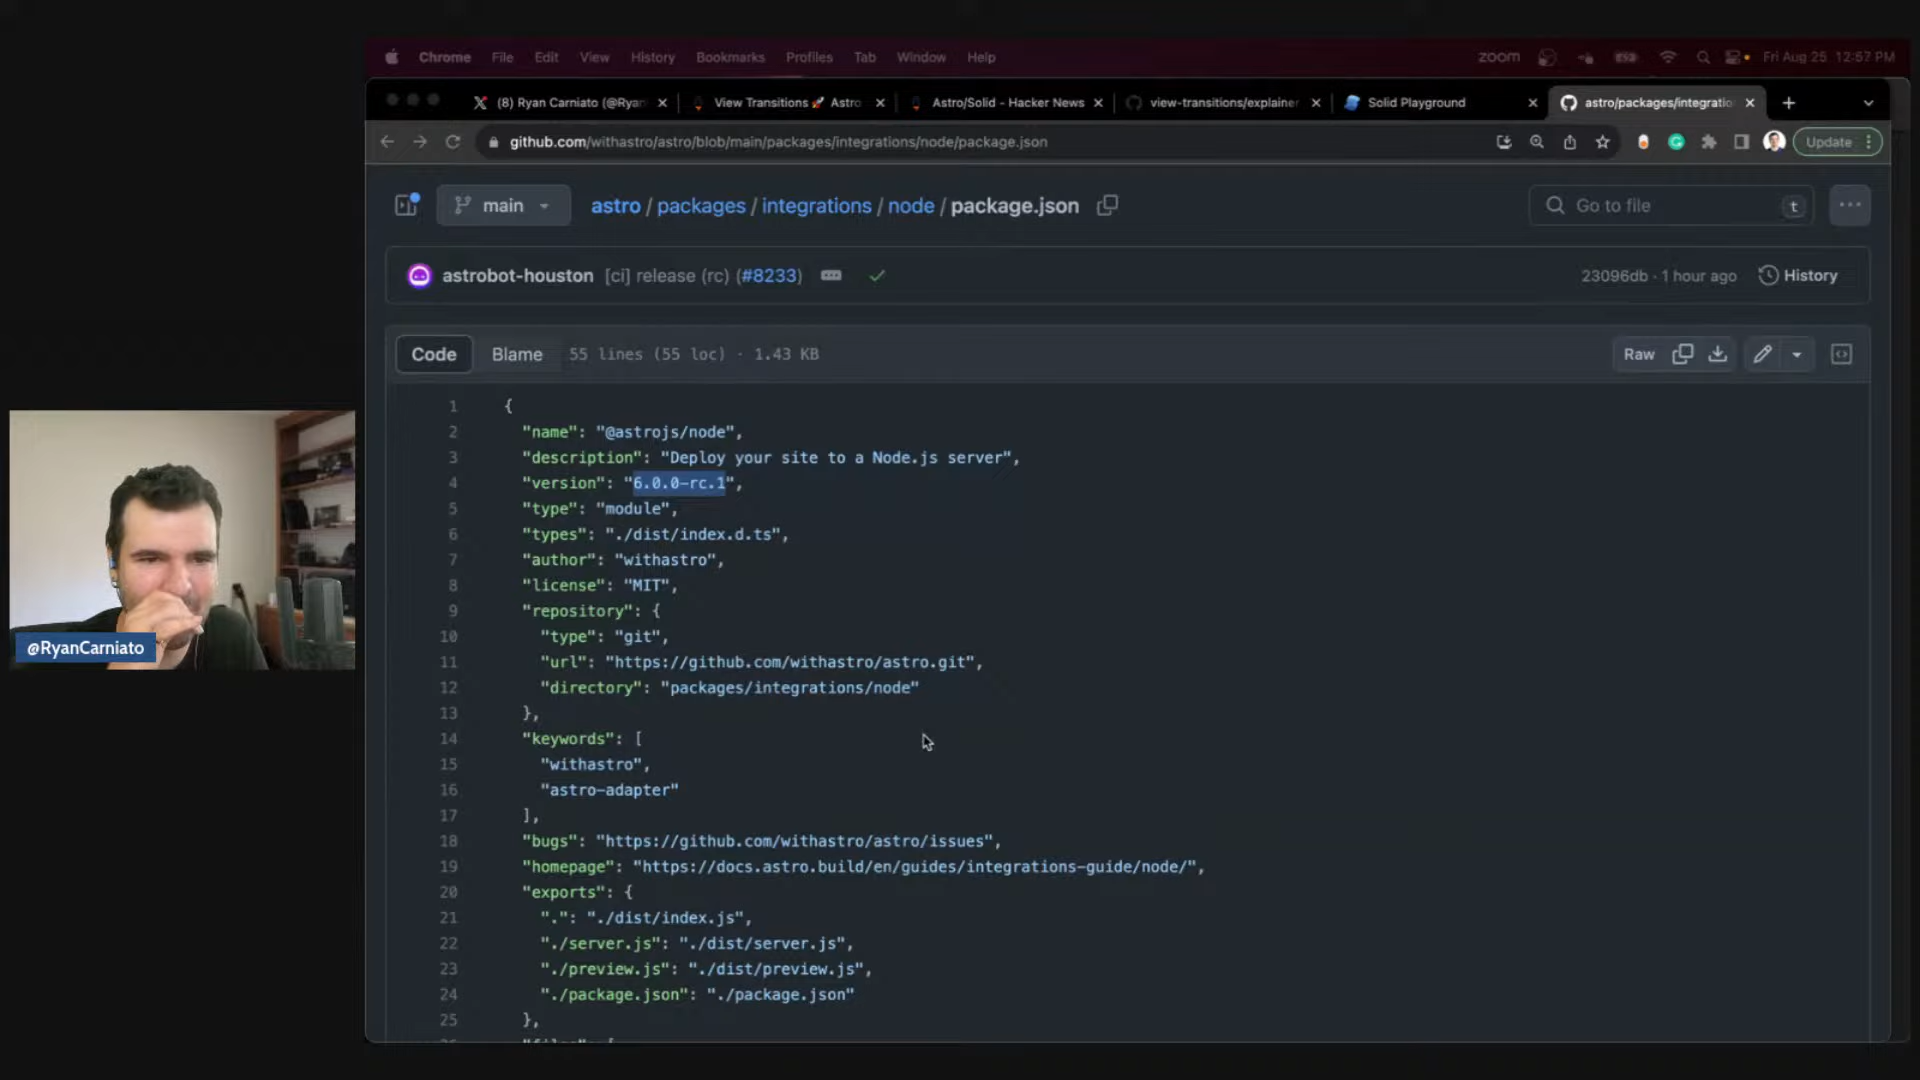 Chrome File Edit View History Bookmarks Profiles Tab Window Help zoom Fri Aug 25 12:57 PM
(8) Ryan Carniato (@Ryan View Transitions 🚀 Astro Astro/Solid - Hacker News view-transitions/explainer Solid Playground astro/packages/integratio
github.com/withastro/astro/blob/main/packages/integrations/node/package.json Update
main astro / packages / integrations / node / package.json Go to file t
astrobot-houston [ci] release (rc) (#8233) 23096db · 1 hour ago History
Code Blame 55 lines (55 loc) · 1.43 KB Raw
1 {
2 "name": "@astrojs/node",
3 "description": "Deploy your site to a Node.js server",
4 "version": "6.0.0-rc.1",
5 "type": "module",
6 "types": "./dist/index.d.ts",
7 "author": "withastro",
8 "license": "MIT",
9 "repository": {
10 "type": "git",
11 "url": "https://github.com/withastro/astro.git",
12 "directory": "packages/integrations/node"
13 },
14 "keywords": [
15 "withastro",
16 "astro-adapter"
17 ],
18 "bugs": "https://github.com/withastro/astro/issues",
19 "homepage": "https://docs.astro.build/en/guides/integrations-guide/node/",
20 "exports": {
21 ".": "./dist/index.js",
22 "./server.js": "./dist/server.js",
23 "./preview.js": "./dist/preview.js",
24 "./package.json": "./package.json"
25 },
@RyanCarniato